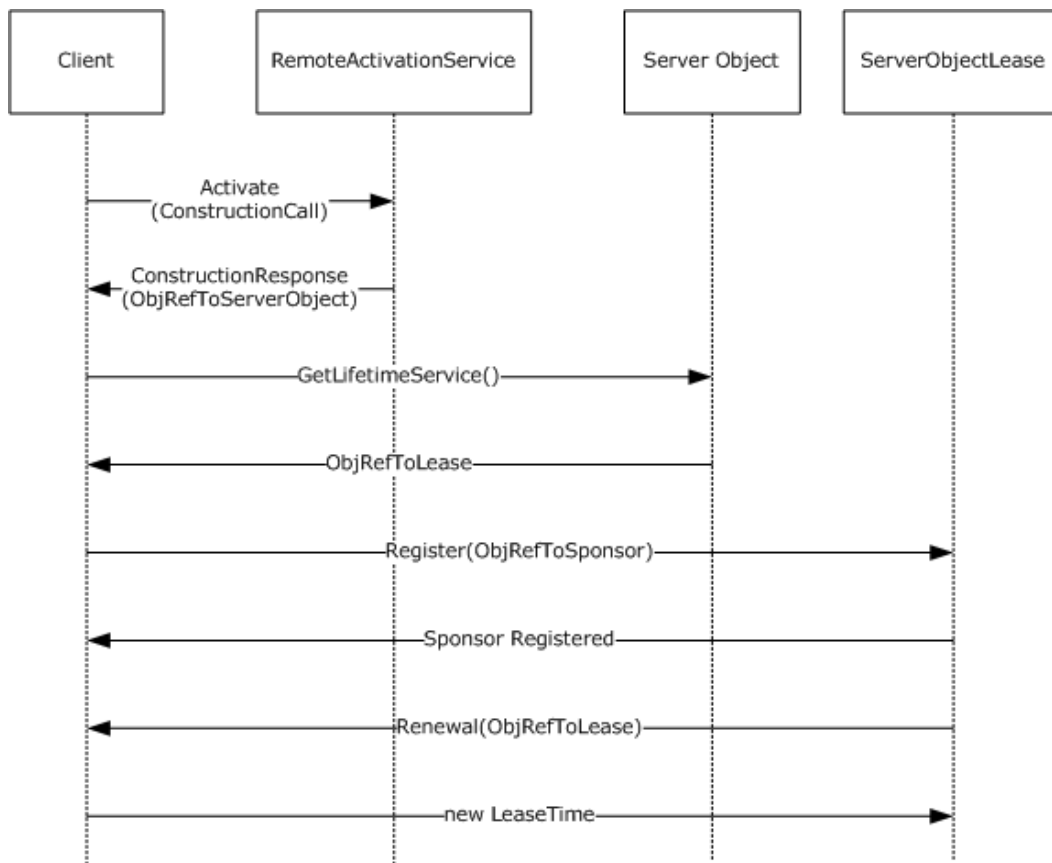 Client
RemoteActivationService
Server Object
ServerObjectLease
Activate
(ConstructionCall)
ConstructionResponse
(ObjRefToServerObject)
GetLifetimeService()
ObjRefToLease
Register(ObjRefToSponsor)
Sponsor Registered
Renewal(ObjRefToLease)
new LeaseTime